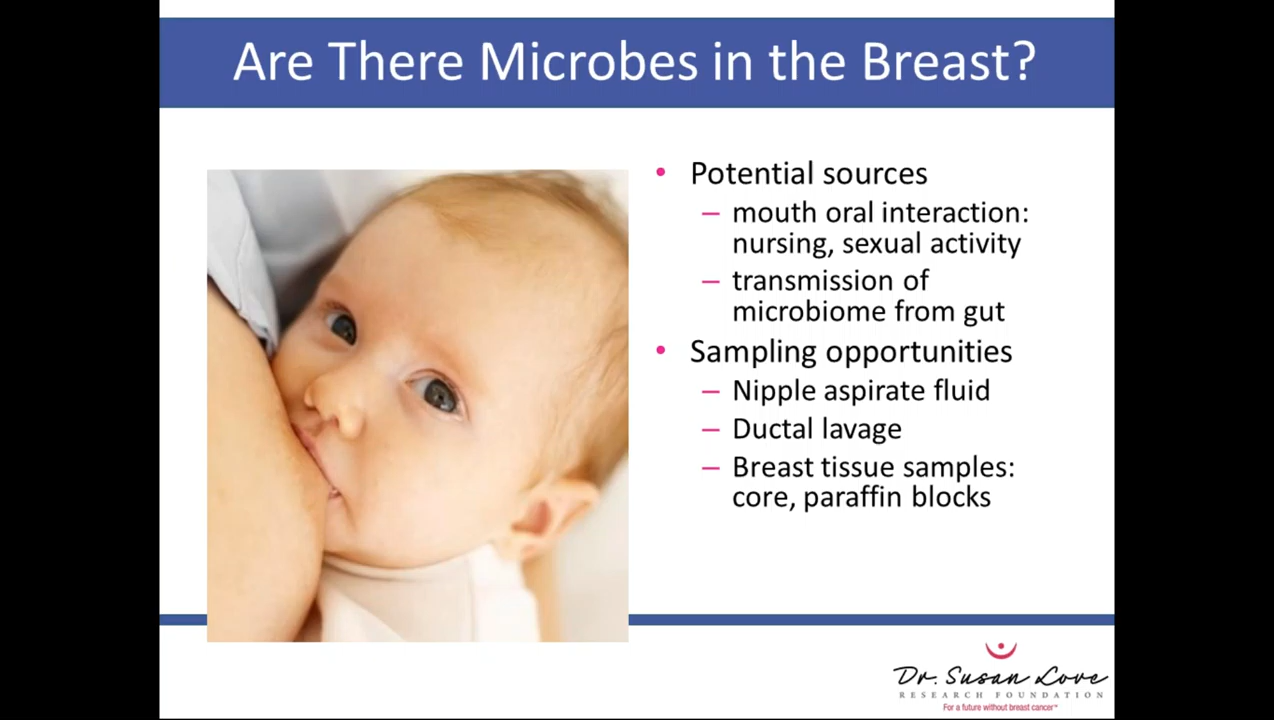 Are There Microbes in the Breast?
• Potential sources
– mouth oral interaction:
nursing, sexual activity
– transmission of
microbiome from gut
• Sampling opportunities
– Nipple aspirate fluid
– Ductal lavage
– Breast tissue samples:
core, paraffin blocks
Dr. Susan Love
RESEARCH FOUNDATION
For a future without breast cancer™